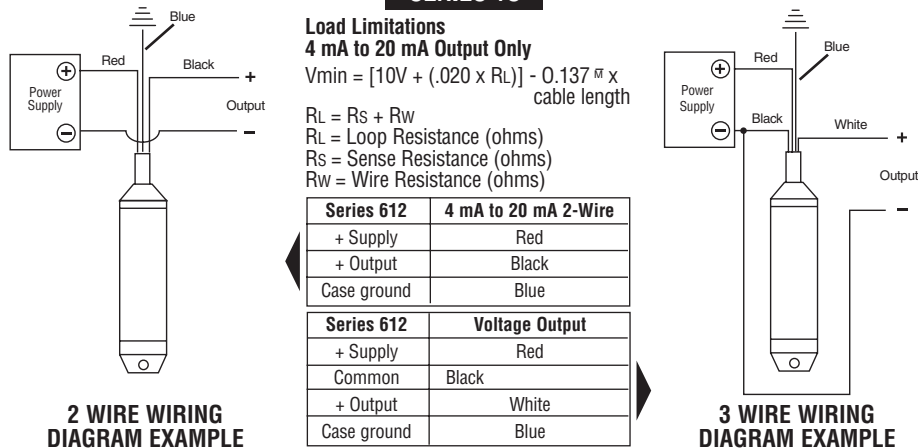 Blue
Red
Black
+
Power
Supply
+
−
Output
−
2 WIRE WIRING
DIAGRAM EXAMPLE
Load Limitations
4 mA to 20 mA Output Only
Vmin = [10V + (.020 x RL)] - 0.137 x
cable length
RL = RS + RW
RL = Loop Resistance (ohms)
RS = Sense Resistance (ohms)
RW = Wire Resistance (ohms)
Series 612 4 mA to 20 mA 2-Wire
+ Supply Red
+ Output Black
Case ground Blue
Series 612 Voltage Output
+ Supply Red
Common Black
+ Output White
Case ground Blue
Blue
Red
+
Power
Supply
Black
−
White
+
Output
−
3 WIRE WIRING
DIAGRAM EXAMPLE